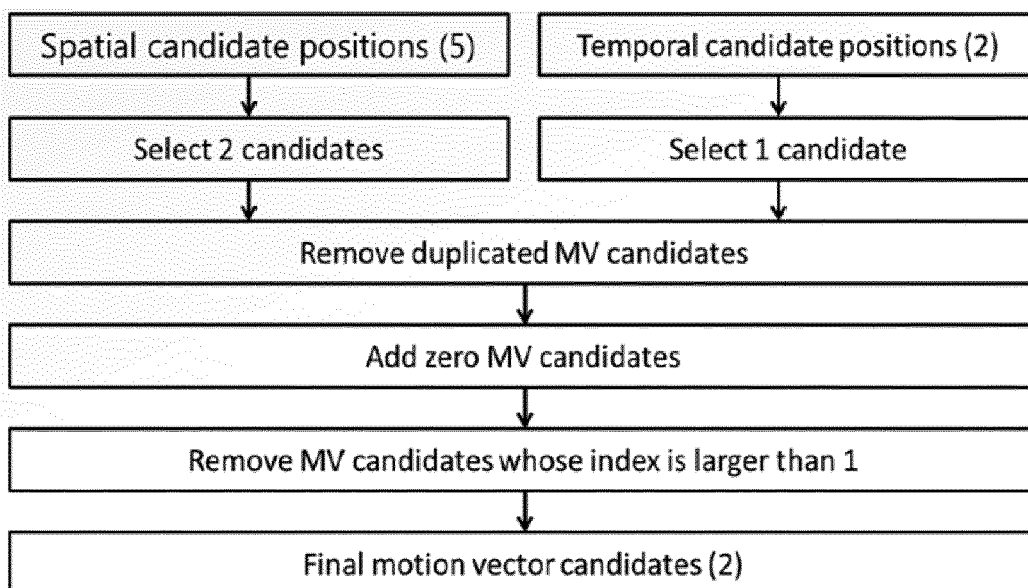 Spatial candidate positions (5)
Temporal candidate positions (2)
Select 2 candidates
Select 1 candidate
Remove duplicated MV candidates
Add zero MV candidates
Remove MV candidates whose index is larger than 1
Final motion vector candidates (2)